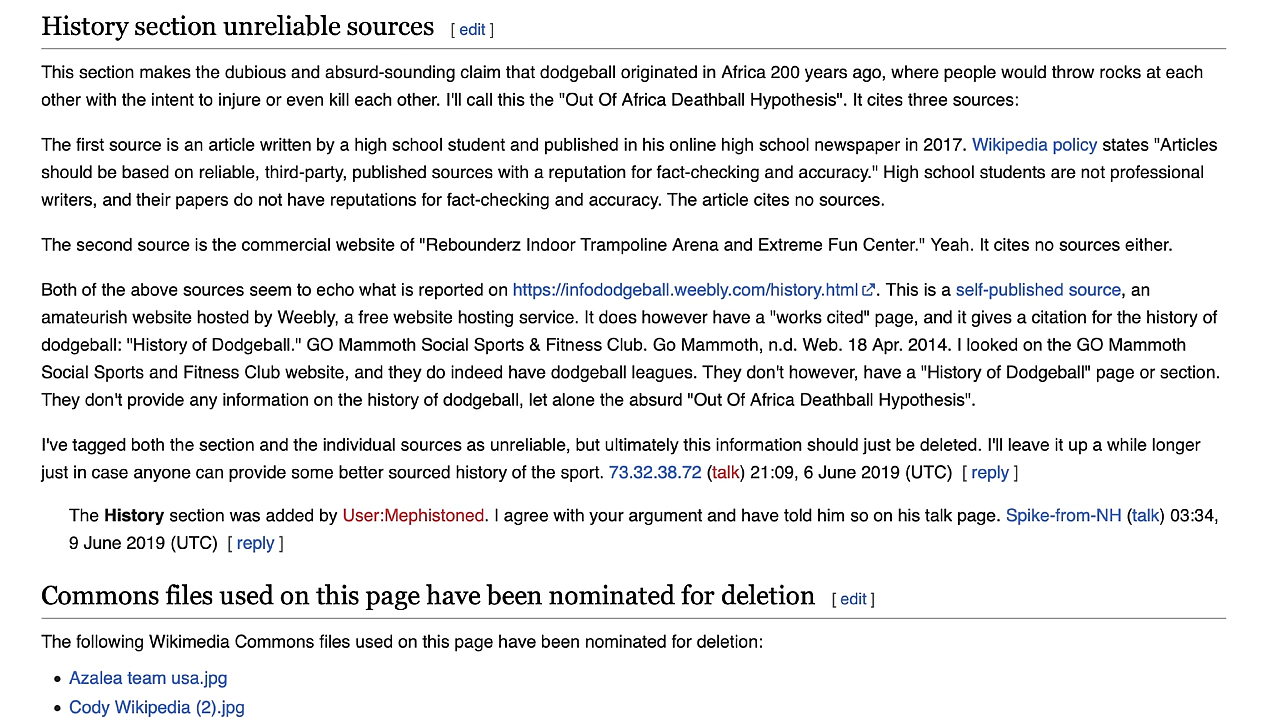 History section unreliable sources [ edit ]
This section makes the dubious and absurd-sounding claim that dodgeball originated in Africa 200 years ago, where people would throw rocks at each
other with the intent to injure or even kill each other. I'll call this the "Out Of Africa Deathball Hypothesis". It cites three sources:
The first source is an article written by a high school student and published in his online high school newspaper in 2017. Wikipedia policy states "Articles
should be based on reliable, third-party, published sources with a reputation for fact-checking and accuracy." High school students are not professional
writers, and their papers do not have reputations for fact-checking and accuracy. The article cites no sources.
The second source is the commercial website of "Rebounderz Indoor Trampoline Arena and Extreme Fun Center." Yeah. It cites no sources either.
Both of the above sources seem to echo what is reported on https://infododgeball.weebly.com/history.html. This is a self-published source, an
amateurish website hosted by Weebly, a free website hosting service. It does however have a "works cited" page, and it gives a citation for the history of
dodgeball: "History of Dodgeball." GO Mammoth Social Sports & Fitness Club. Go Mammoth, n.d. Web. 18 Apr. 2014. I looked on the GO Mammoth
Social Sports and Fitness Club website, and they do indeed have dodgeball leagues. They don't however, have a "History of Dodgeball" page or section.
They don't provide any information on the history of dodgeball, let alone the absurd "Out Of Africa Deathball Hypothesis".
I've tagged both the section and the individual sources as unreliable, but ultimately this information should just be deleted. I'll leave it up a while longer
just in case anyone can provide some better sourced history of the sport. 73.32.38.72 (talk) 21:09, 6 June 2019 (UTC) [ reply ]
The History section was added by User:Mephistoned. I agree with your argument and have told him so on his talk page. Spike-from-NH (talk) 03:34,
9 June 2019 (UTC) [ reply ]
Commons files used on this page have been nominated for deletion [ edit ]
The following Wikimedia Commons files used on this page have been nominated for deletion:
• Azalea team usa.jpg
• Cody Wikipedia (2).jpg